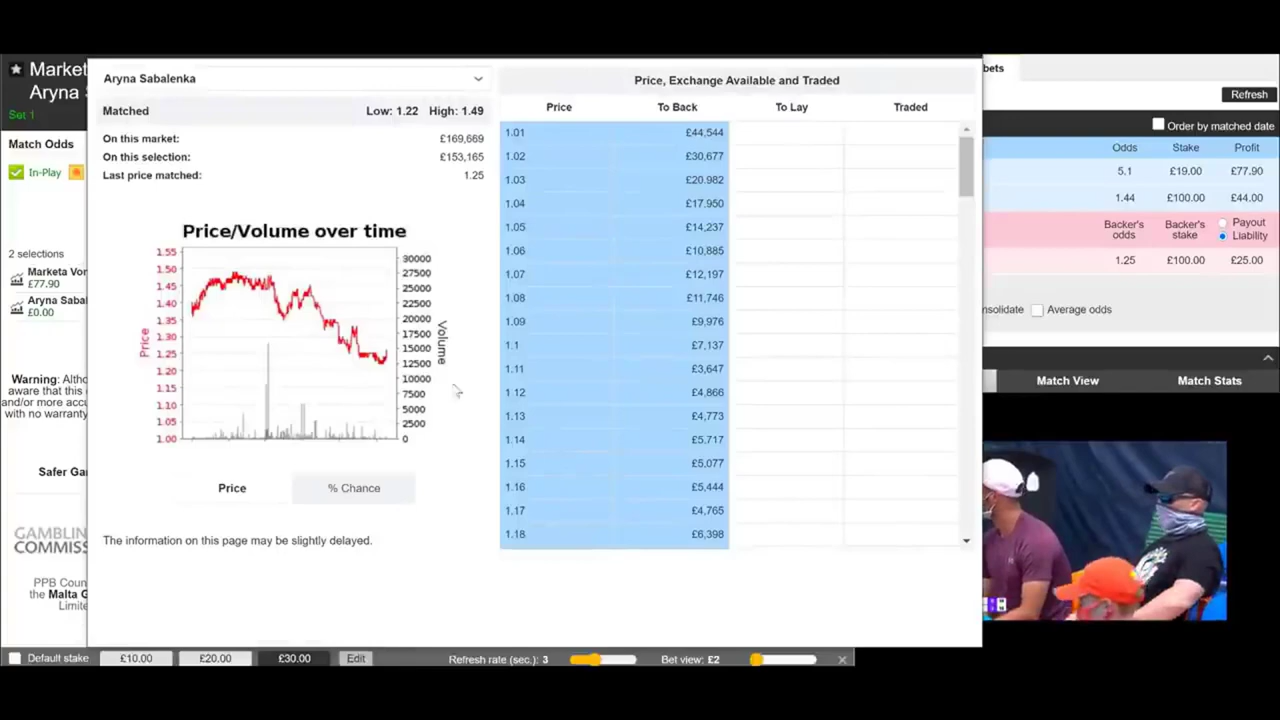 Market
Aryna S
Set 1
Match Odds
In-Play
2 selections
Marketa Von
£77.90
Aryna Saba
£0.00
Warning: Altho
aware that this
and/or more accu
with no warranty
Safer Ga
GAMBLIN
COMMISS
PPB Coun
the Malta G
Limite
Aryna Sabalenka
Matched Low: 1.22 High: 1.49
On this market: £169,669
On this selection: £153,165
Last price matched: 1.25
Price/Volume over time
1.55
1.50
1.45
1.40
1.35
1.30
1.25
1.20
1.15
1.10
1.05
1.00
Price
30000
27500
25000
22500
20000
17500
15000
12500
10000
7500
5000
2500
0
Volume
Price % Chance
The information on this page may be slightly delayed.
Price, Exchange Available and Traded
Price To Back To Lay Traded
1.01 £44,544
1.02 £30,677
1.03 £20,982
1.04 £17,950
1.05 £14,237
1.06 £10,885
1.07 £12,197
1.08 £11,746
1.09 £9,976
1.1 £7,137
1.11 £3,647
1.12 £4,866
1.13 £4,773
1.14 £5,717
1.15 £5,077
1.16 £5,444
1.17 £4,765
1.18 £6,398
bets
Refresh
Order by matched date
Odds Stake Profit
5.1 £19.00 £77.90
1.44 £100.00 £44.00
Backer's odds Backer's stake Payout
Liability
1.25 £100.00 £25.00
nsolidate Average odds
Match View Match Stats
Default stake £10.00 £20.00 £30.00 Edit Refresh rate (sec.): 3 Bet view: £2